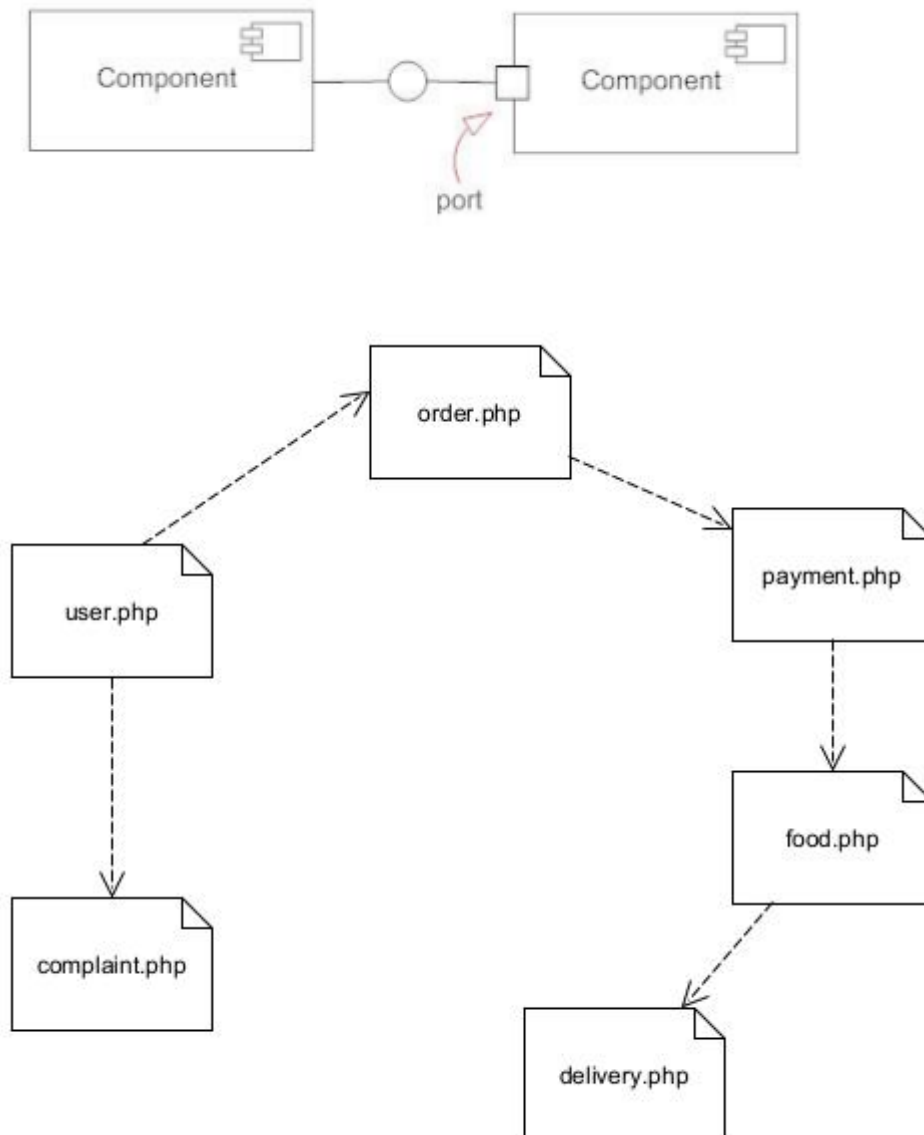 Component
Component
port
order.php
payment.php
user.php
food.php
complaint.php
delivery.php